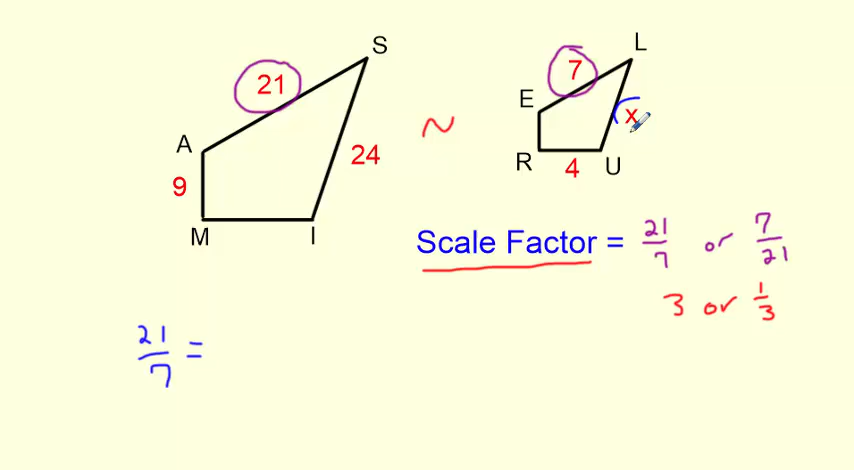 S
21
A
24
9
M
I
~
L
7
E
x
R
4
U
Scale Factor = 21/7 or 7/21
3 or 1/3
21/7 =